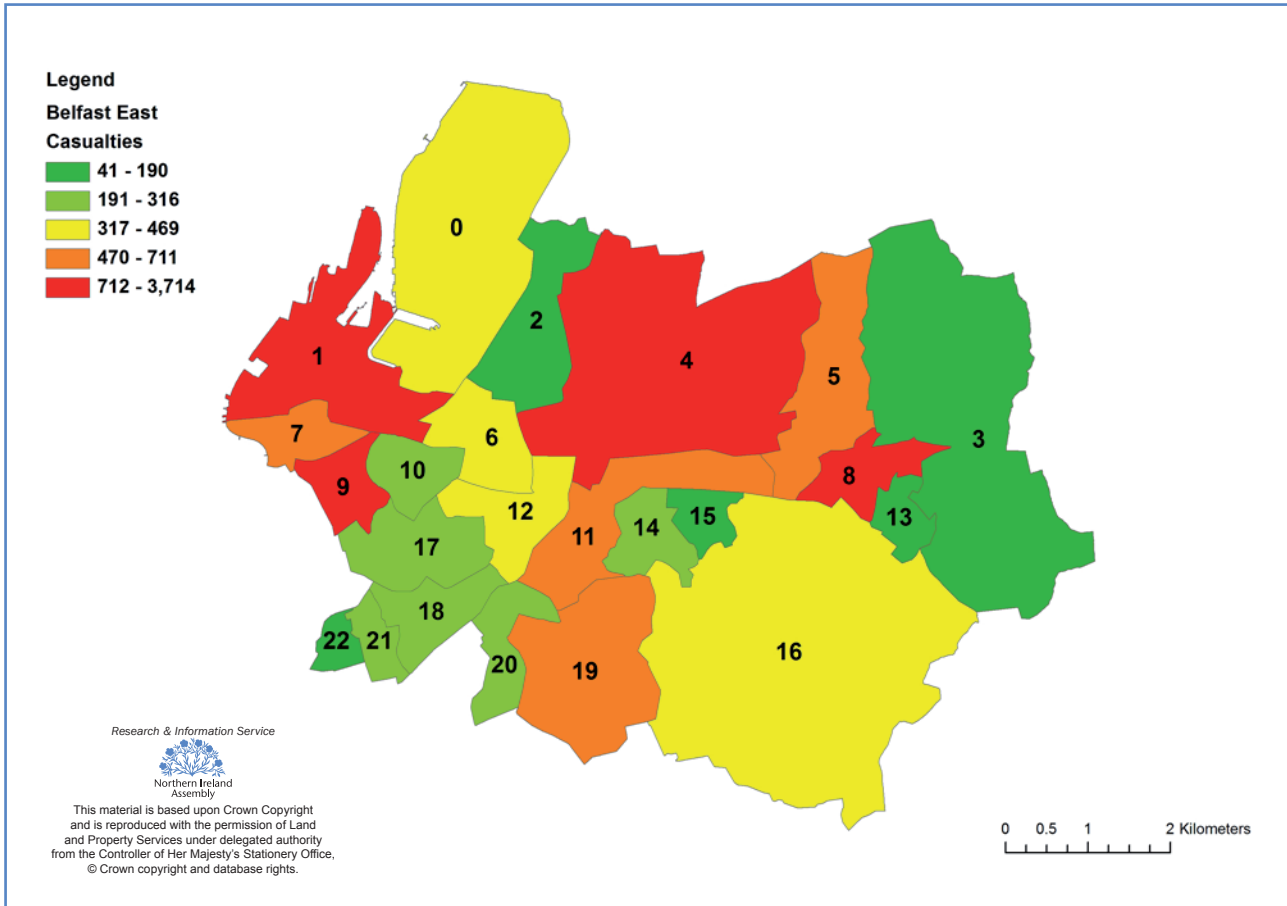 Legend
Belfast East
Casualties
41 - 190
191 - 316
317 - 469
470 - 711
712 - 3,714
0
2
1
4
5
7
6
3
9
10
8
12
11
14
15
13
17
18
22
21
20
19
16
Research & Information Service
Northern Ireland
Assembly
This material is based upon Crown Copyright
and is reproduced with the permission of Land
and Property Services under delegated authority
from the Controller of Her Majesty's Stationery Office,
© Crown copyright and database rights.
0 0.5 1 2 Kilometers